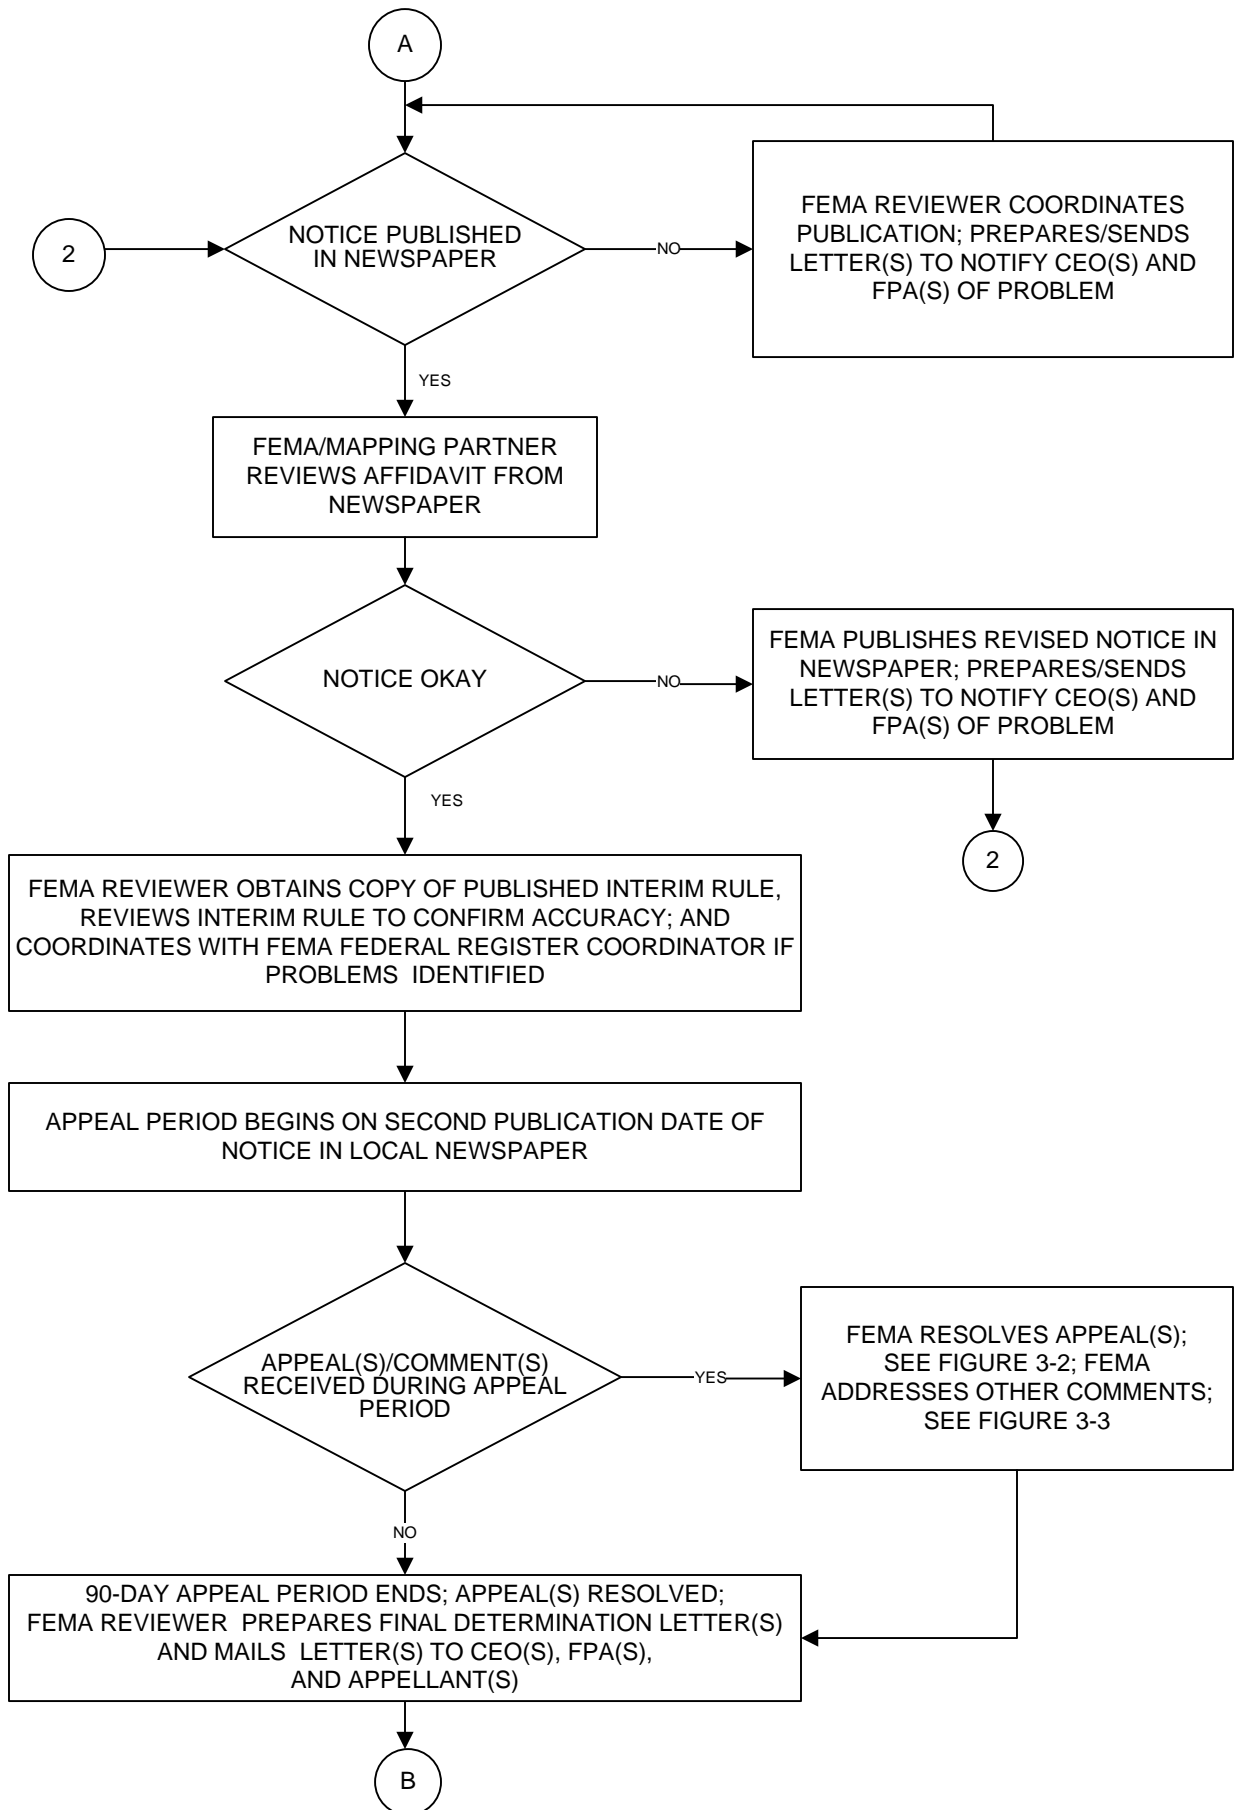 A
2
NOTICE PUBLISHED
IN NEWSPAPER
NO
FEMA REVIEWER COORDINATES
PUBLICATION; PREPARES/SENDS
LETTER(S) TO NOTIFY CEO(S) AND
FPA(S) OF PROBLEM
YES
FEMA/MAPPING PARTNER
REVIEWS AFFIDAVIT FROM
NEWSPAPER
NOTICE OKAY
NO
FEMA PUBLISHES REVISED NOTICE IN
NEWSPAPER; PREPARES/SENDS
LETTER(S) TO NOTIFY CEO(S) AND
FPA(S) OF PROBLEM
YES
2
FEMA REVIEWER OBTAINS COPY OF PUBLISHED INTERIM RULE,
REVIEWS INTERIM RULE TO CONFIRM ACCURACY; AND
COORDINATES WITH FEMA FEDERAL REGISTER COORDINATOR IF
PROBLEMS IDENTIFIED
APPEAL PERIOD BEGINS ON SECOND PUBLICATION DATE OF
NOTICE IN LOCAL NEWSPAPER
APPEAL(S)/COMMENT(S)
RECEIVED DURING APPEAL
PERIOD
YES
FEMA RESOLVES APPEAL(S);
SEE FIGURE 3-2; FEMA
ADDRESSES OTHER COMMENTS;
SEE FIGURE 3-3
NO
90-DAY APPEAL PERIOD ENDS; APPEAL(S) RESOLVED;
FEMA REVIEWER PREPARES FINAL DETERMINATION LETTER(S)
AND MAILS LETTER(S) TO CEO(S), FPA(S),
AND APPELLANT(S)
B